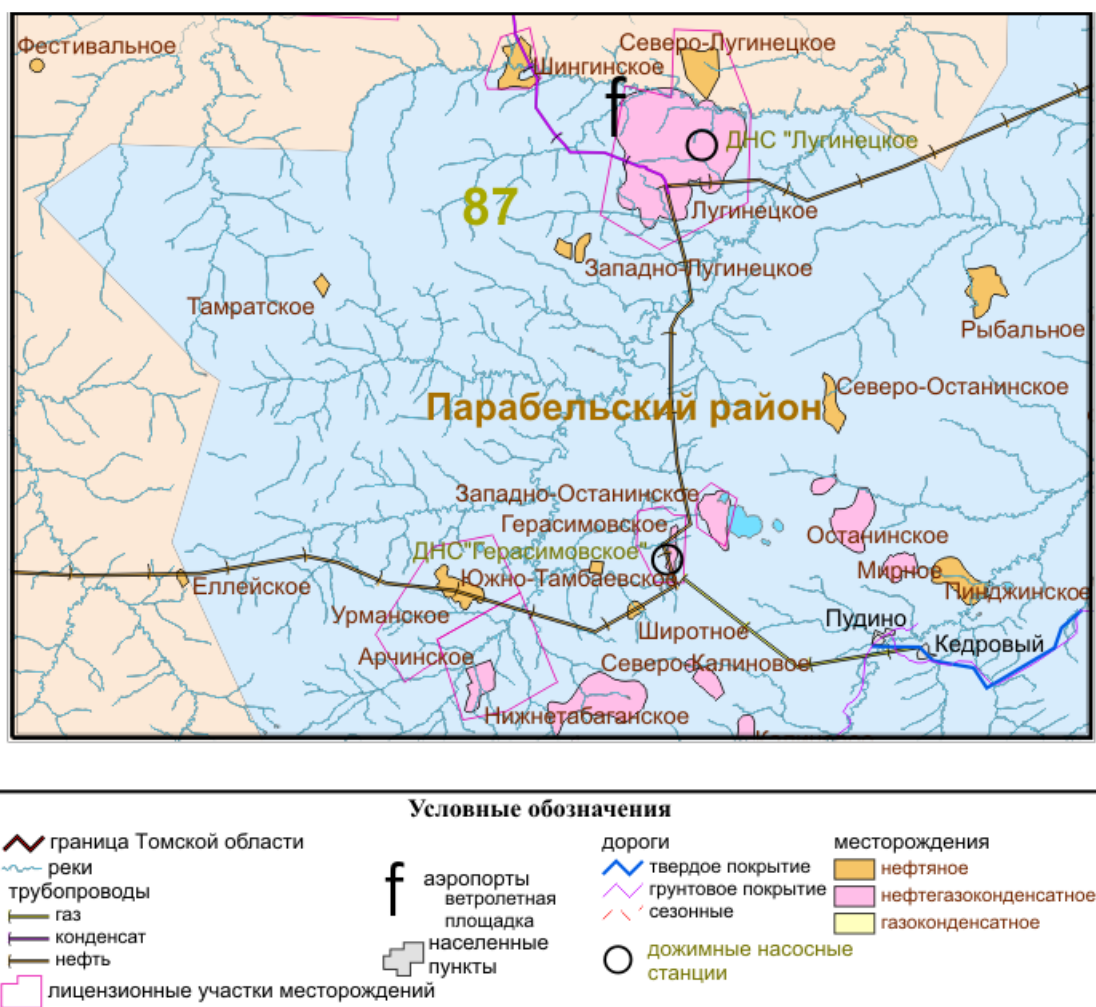 Фестивальное
Северо-Лугинецкое
Шингинское
ДНС "Лугинецкое
87
Лугинецкое
Западно-Лугинецкое
Тамратское
Рыбальное
Северо-Останинское
Парабельский район
Западно-Останинское
Герасимовское
Останинское
ДНС"Герасимовское"
Мирное
Южно-Тамбаевское
Еллейское
Пинджинское
Урманское
Пудино
Широтное
Кедровый
Арчинское
Северо-Калиновое
Нижнетабаганское
Условные обозначения
граница Томской области
реки
трубопроводы
газ
конденсат
нефть
лицензионные участки месторождений
аэропорты
ветролетная
площадка
населенные
пункты
дороги
твердое покрытие
грунтовое покрытие
сезонные
дожимные насосные
станции
месторождения
нефтяное
нефтегазоконденсатное
газоконденсатное